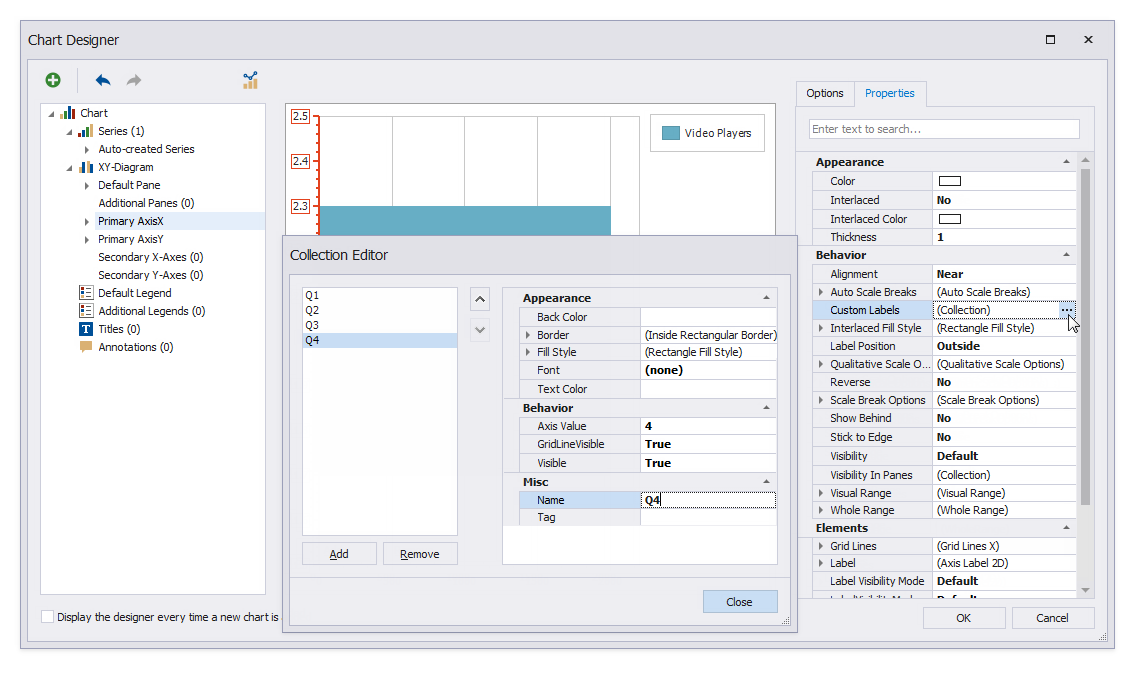 Chart Designer
Chart
Series (1)
Auto-created Series
XY-Diagram
Default Pane
Additional Panes (0)
Primary AxisX
Primary AxisY
Secondary X-Axes (0)
Secondary Y-Axes (0)
Default Legend
Additional Legends (0)
T Titles (0)
Annotations (0)
Display the designer every time a new chart is
2.5
2.4
2.3
Video Players
Collection Editor
Q1
Q2
Q3
Q4
Add Remove
Appearance
Back Color
Border (Inside Rectangular Border)
Fill Style (Rectangle Fill Style)
Font (none)
Text Color
Behavior
Axis Value 4
GridLineVisible True
Visible True
Misc
Name Q4
Tag
Close
Options Properties
Enter text to search...
Appearance
Color
Interlaced No
Interlaced Color
Thickness 1
Behavior
Alignment Near
Auto Scale Breaks (Auto Scale Breaks)
Custom Labels (Collection) ...
Interlaced Fill Style (Rectangle Fill Style)
Label Position Outside
Qualitative Scale O... (Qualitative Scale Options)
Reverse No
Scale Break Options (Scale Break Options)
Show Behind No
Stick to Edge No
Visibility Default
Visibility In Panes (Collection)
Visual Range (Visual Range)
Whole Range (Whole Range)
Elements
Grid Lines (Grid Lines X)
Label (Axis Label 2D)
Label Visibility Mode Default
OK Cancel